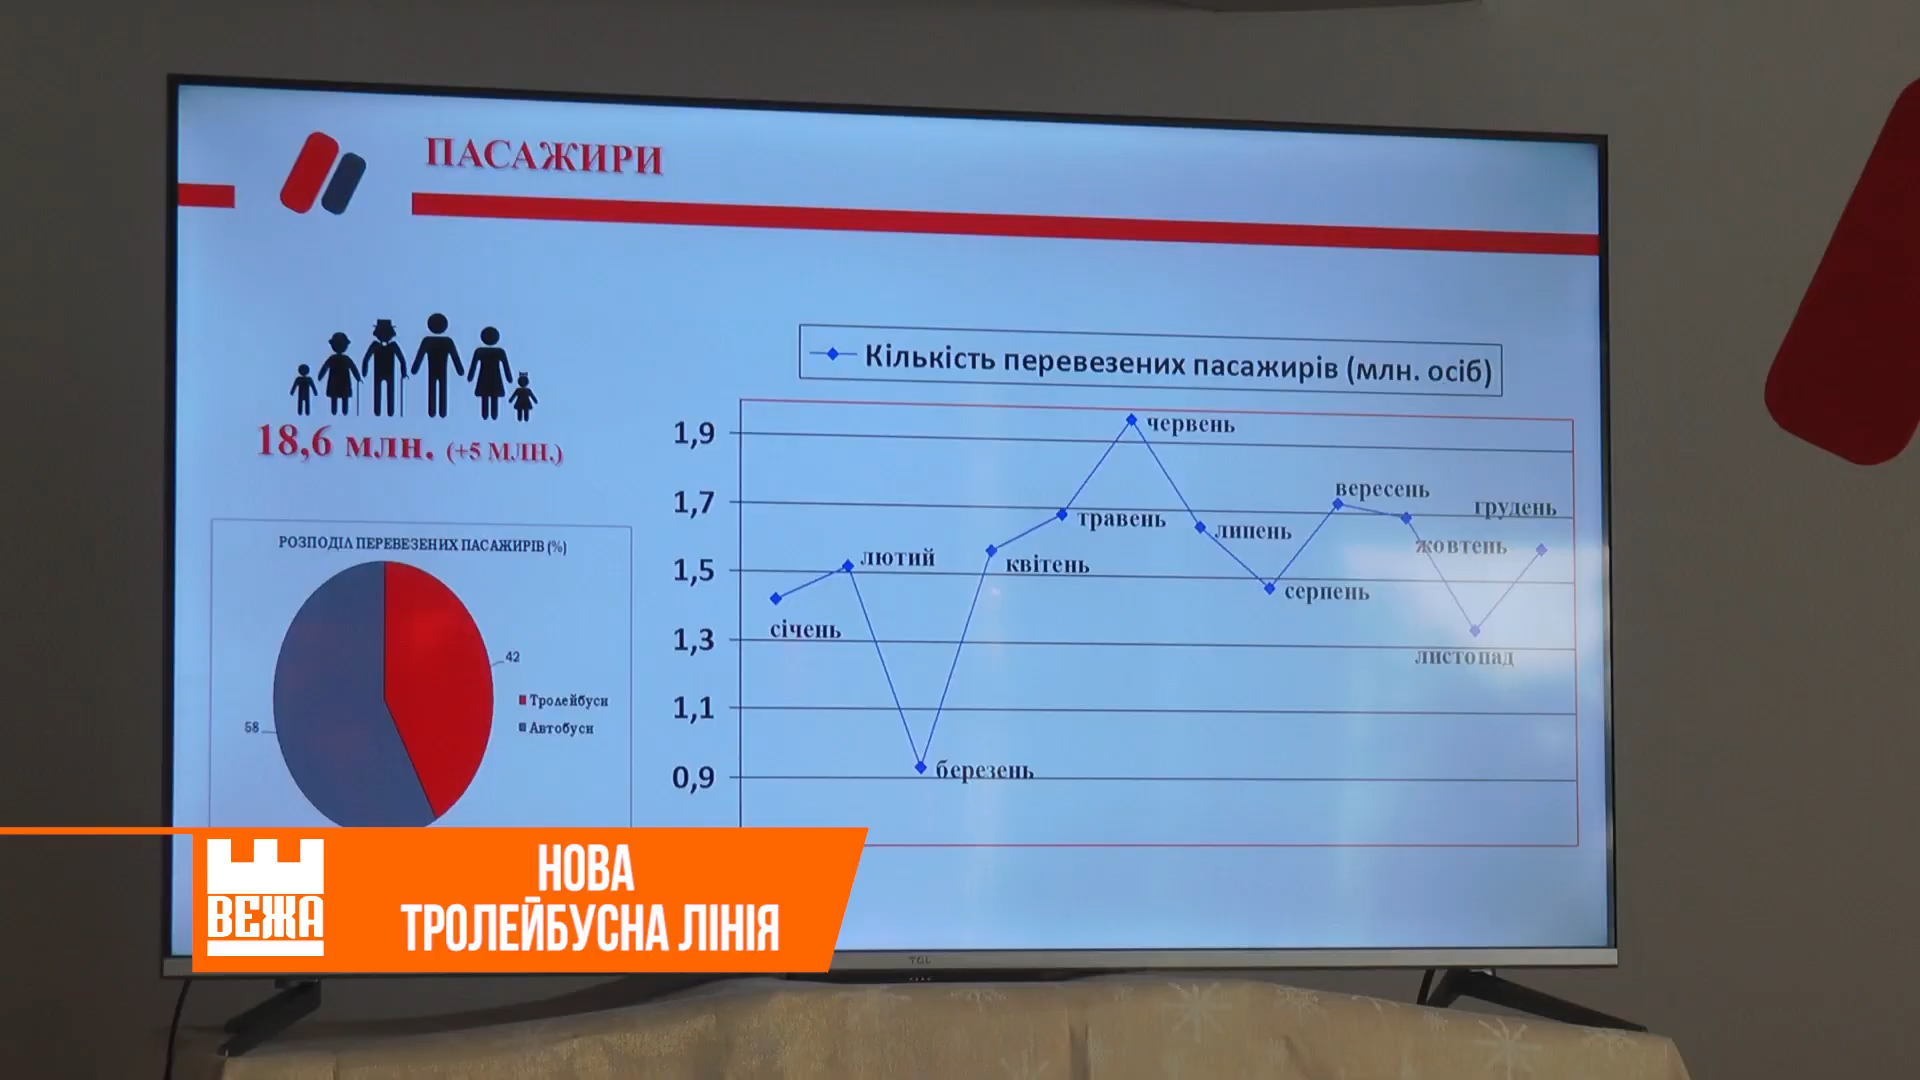 ПАСАЖИРИ
18,6 млн. (+5 МЛН.)
РОЗПОДІЛ ПЕРЕВЕЗЕНИХ ПАСАЖИРІВ (%)
42
58
Тролейбуси
Автобуси
Кількість перевезених пасажирів (млн. осіб)
1,9
1,7
1,5
1,3
1,1
0,9
січень
лютий
березень
квітень
травень
червень
липень
серпень
вересень
жовтень
листопад
грудень
TCL
ВЕЖА
НОВА
ТРОЛЕЙБУСНА ЛІНІЯ